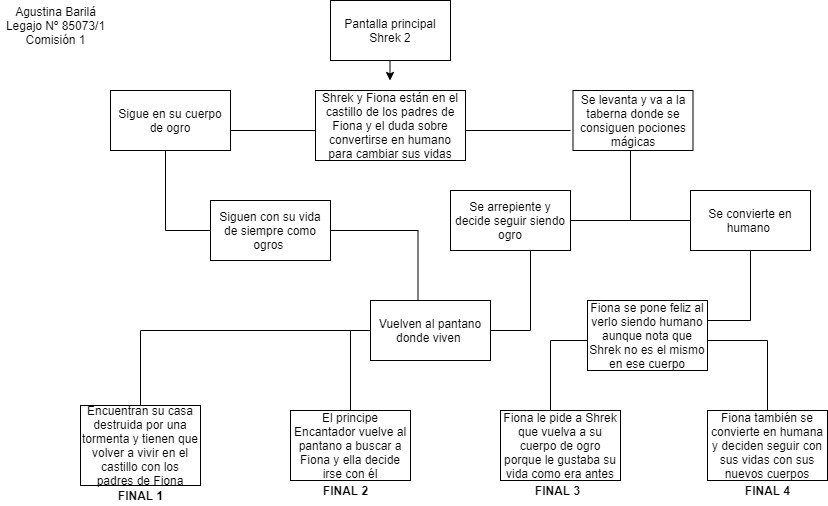 Agustina Barilá
Legajo Nº 85073/1
Comisión 1
Pantalla principal
Shrek 2
Sigue en su cuerpo
de ogro
Shrek y Fiona están en el
castillo de los padres de
Fiona y el duda sobre
convertirse en humano
para cambiar sus vidas
Se levanta y va a la
taberna donde se
consiguen pociones
mágicas
Siguen con su vida
de siempre como
ogros
Se arrepiente y
decide seguir siendo
ogro
Se convierte en
humano
Vuelven al pantano
donde viven
Fiona se pone feliz al
verlo siendo humano
aunque nota que
Shrek no es el mismo
en ese cuerpo
Encuentran su casa
destruida por una
tormenta y tienen que
volver a vivir en el
castillo con los
padres de Fiona
FINAL 1
El principe
Encantador vuelve al
pantano a buscar a
Fiona y ella decide
irse con él
FINAL 2
Fiona le pide a Shrek
que vuelva a su
cuerpo de ogro
porque le gustaba su
vida como era antes
FINAL 3
Fiona también se
convierte en humana
y deciden seguir con
sus vidas con sus
nuevos cuerpos
FINAL 4